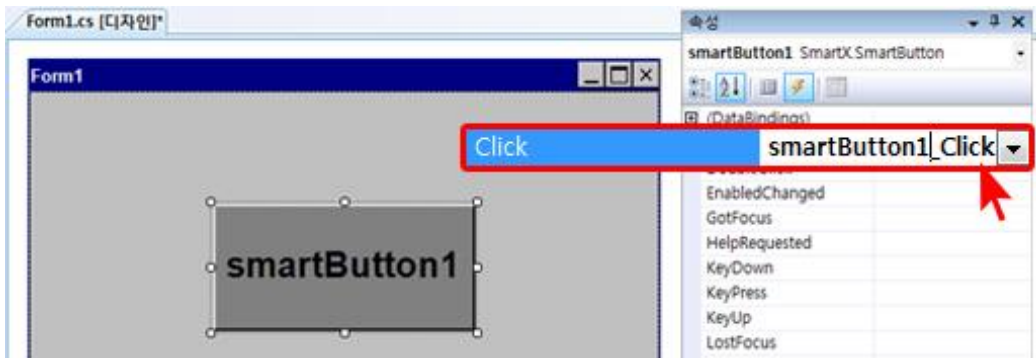 Form1.cs [디자인]*
Form1
smartButton1
속성
smartButton1 SmartX.SmartButton
(DataBindings)
Click smartButton1_Click
EnabledChanged
GotFocus
HelpRequested
KeyDown
KeyPress
KeyUp
LostFocus